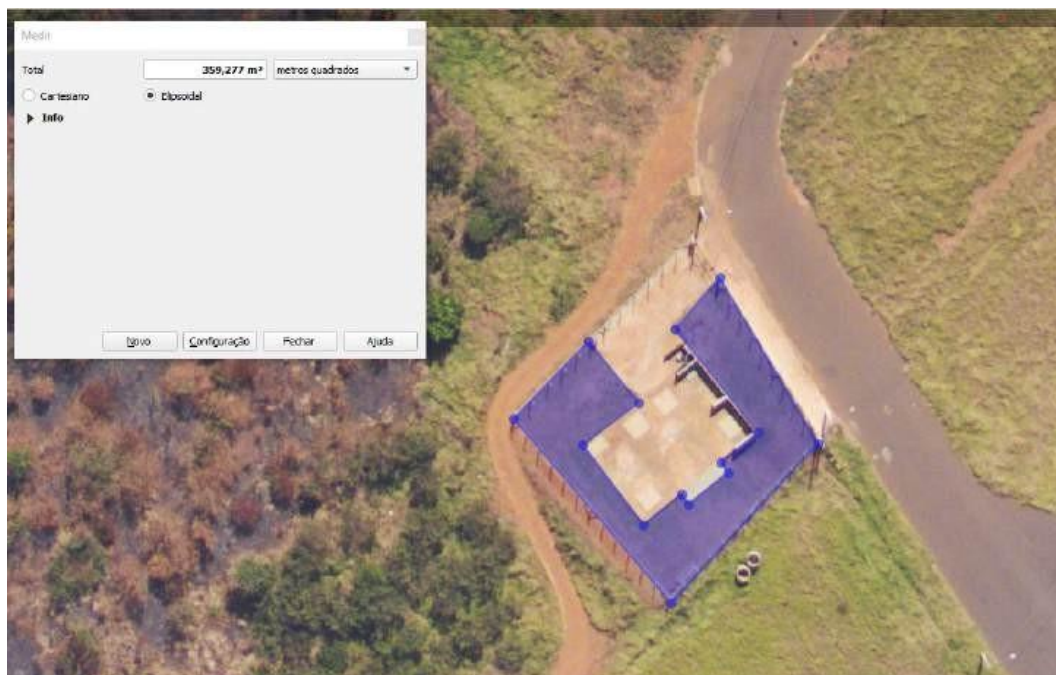 Medir
Total 359,277 m² metros quadrados
Cartesiano Elipsoidal
Info
Novo Configuração Fechar Ajuda